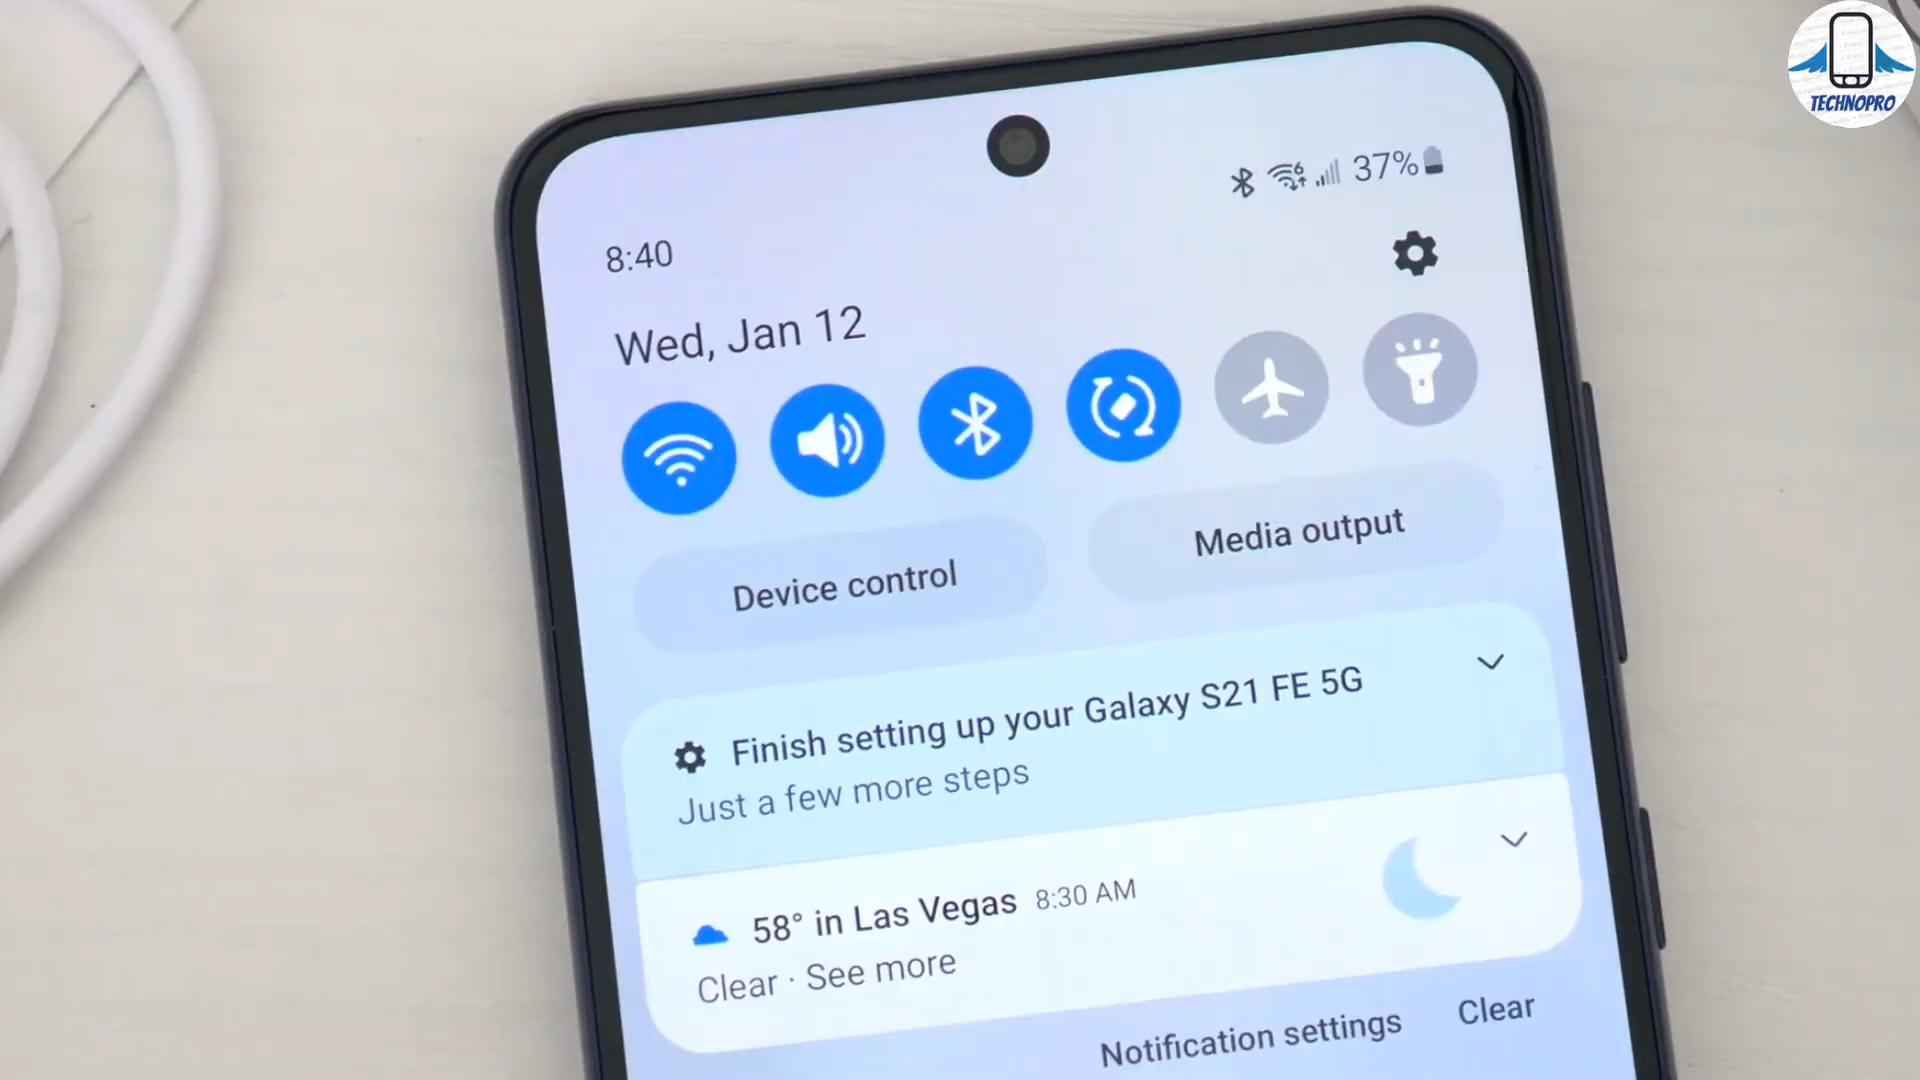 TECHNOPRO
37%
8:40
Wed, Jan 12
Device control
Media output
Finish setting up your Galaxy S21 FE 5G
Just a few more steps
58° in Las Vegas 8:30 AM
Clear · See more
Notification settings
Clear